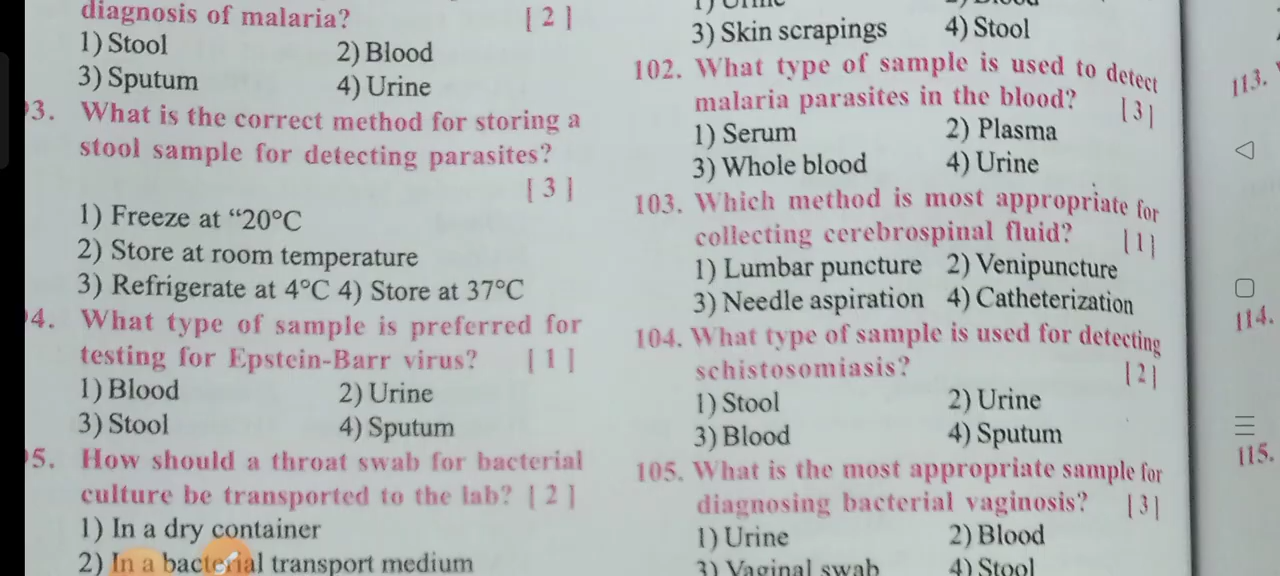 diagnosis of malaria? [ 2 ]
1) Stool 2) Blood
3) Sputum 4) Urine
3. What is the correct method for storing a
stool sample for detecting parasites?
[ 3 ]
1) Freeze at “20°C
2) Store at room temperature
3) Refrigerate at 4°C 4) Store at 37°C
4. What type of sample is preferred for
testing for Epstein-Barr virus? [ 1 ]
1) Blood 2) Urine
3) Stool 4) Sputum
5. How should a throat swab for bacterial
culture be transported to the lab? [ 2 ]
1) In a dry container
2) In a bacterial transport medium
3) Skin scrapings 4) Stool
102. What type of sample is used to detect
malaria parasites in the blood? [3]
1) Serum 2) Plasma
3) Whole blood 4) Urine
103. Which method is most appropriate for
collecting cerebrospinal fluid? [1]
1) Lumbar puncture 2) Venipuncture
3) Needle aspiration 4) Catheterization
104. What type of sample is used for detecting
schistosomiasis? [2]
1) Stool 2) Urine
3) Blood 4) Sputum
105. What is the most appropriate sample for
diagnosing bacterial vaginosis? [3]
1) Urine 2) Blood
3) Vaginal swab 4) Stool
113.
114.
115.